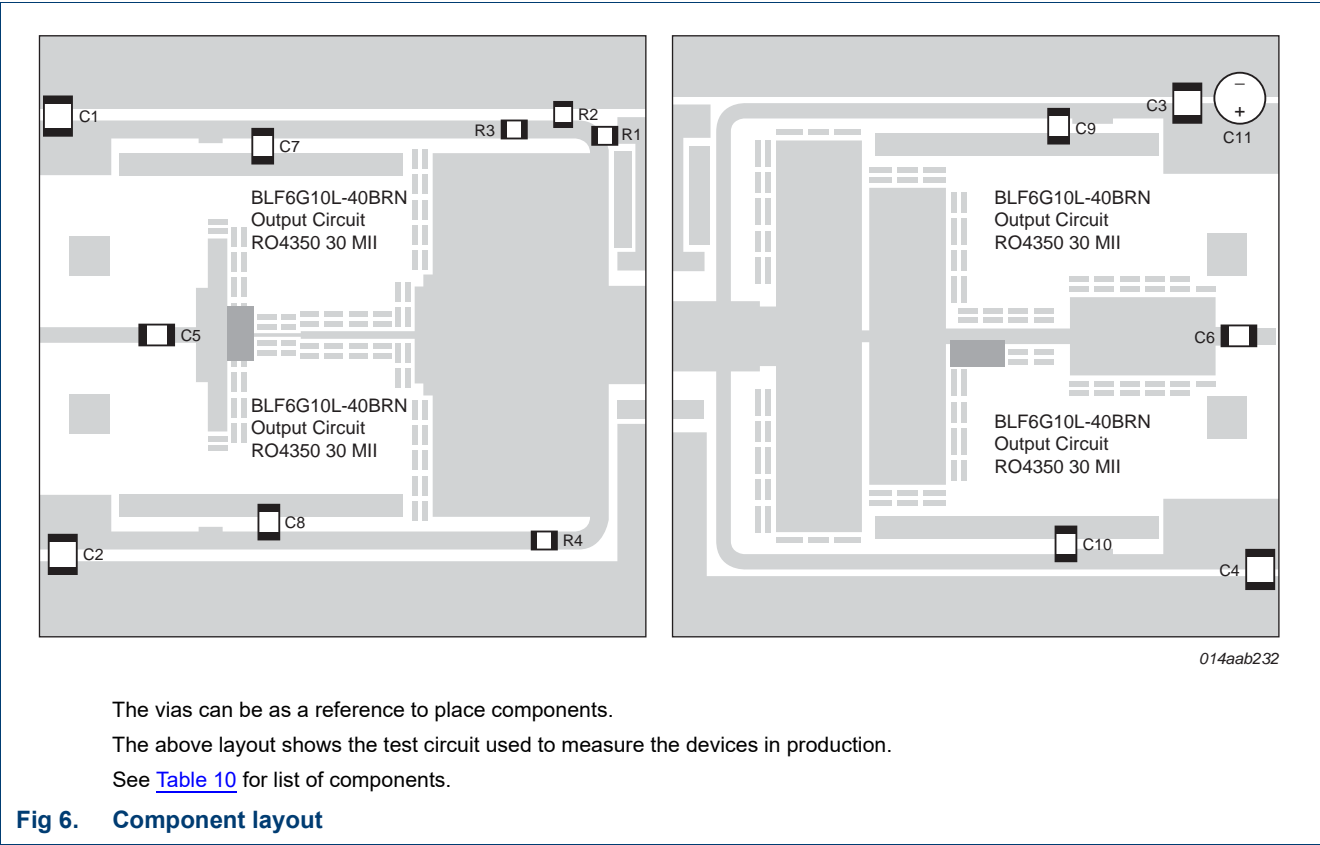 C1
C7
R3
R2
R1
BLF6G10L-40BRN
Output Circuit
RO4350 30 MII
C5
BLF6G10L-40BRN
Output Circuit
RO4350 30 MII
C8
C2
R4
C3
–
+
C11
C9
BLF6G10L-40BRN
Output Circuit
RO4350 30 MII
C6
BLF6G10L-40BRN
Output Circuit
RO4350 30 MII
C10
C4
014aab232
The vias can be as a reference to place components.
The above layout shows the test circuit used to measure the devices in production.
See Table 10 for list of components.
Fig 6. Component layout